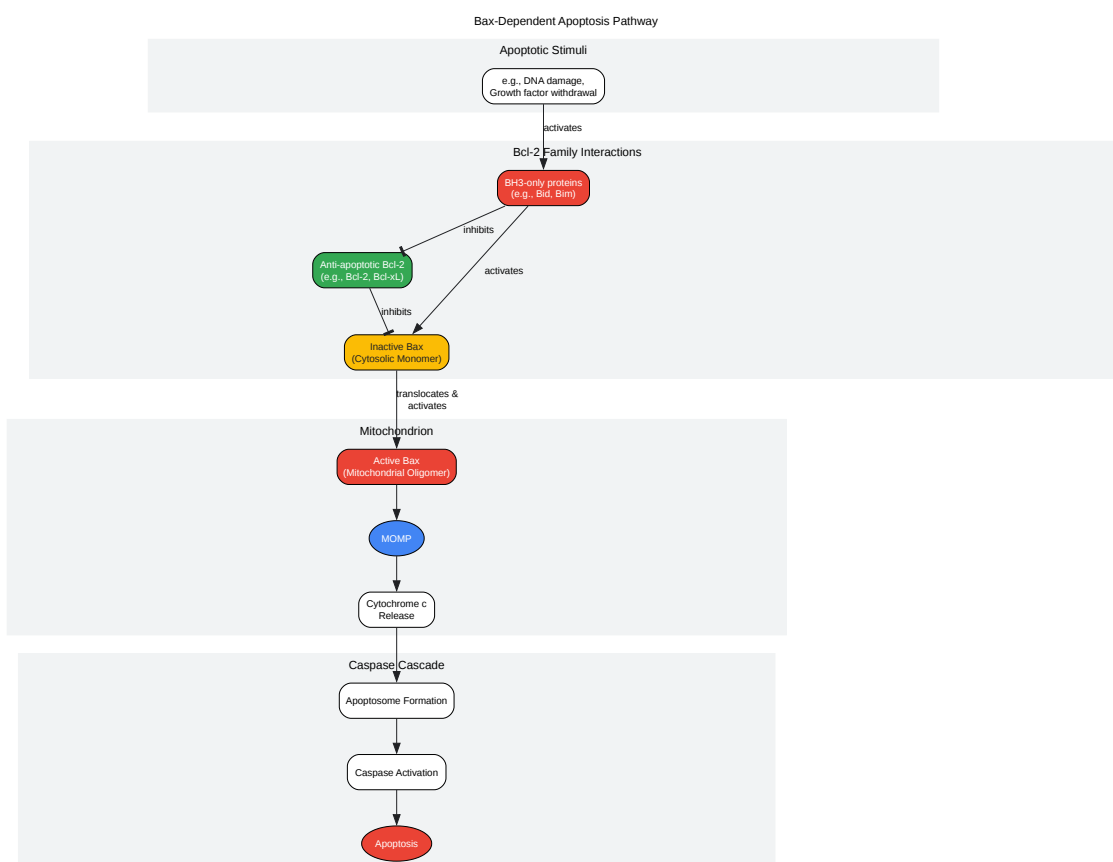 Bax-Dependent Apoptosis Pathway
Apoptotic Stimuli
e.g., DNA damage,
Growth factor withdrawal
activates
Bcl-2 Family Interactions
BH3-only proteins
(e.g., Bid, Bim)
inhibits
Anti-apoptotic Bcl-2
(e.g., Bcl-2, Bcl-xL)
activates
inhibits
Inactive Bax
(Cytosolic Monomer)
translocates &
activates
Mitochondrion
Active Bax
(Mitochondrial Oligomer)
MOMP
Cytochrome c
Release
Caspase Cascade
Apoptosome Formation
Caspase Activation
Apoptosis